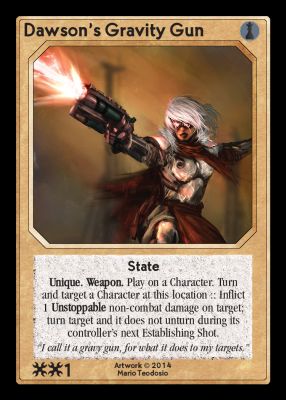 Dawson's Gravity Gun
State
Unique. Weapon. Play on a Character. Turn
and target a Character at this location :: Inflict
1 Unstoppable non-combat damage on target;
turn target and it does not unturn during its
controller's next Establishing Shot.
"I call it a gravy gun, for what it does to my targets."
1
Artwork © 2014
Mario Teodosio